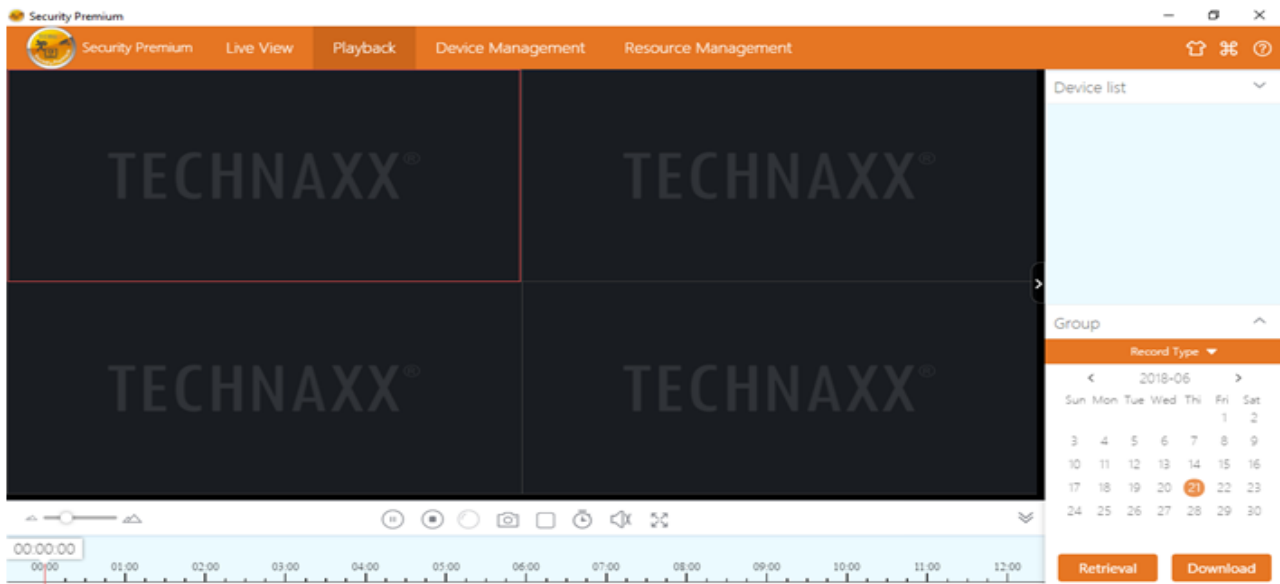 Security Premium
Security Premium Live View Playback Device Management Resource Management
Device list
TECHNAXX® TECHNAXX®
Group
Record Type
TECHNAXX® TECHNAXX®
2018-06
Sun Mon Tue Wed Thi Fri Sat
1 2
3 4 5 6 7 8 9
10 11 12 13 14 15 16
17 18 19 20 21 22 23
24 25 26 27 28 29 30
00:00:00
00:00 01:00 02:00 03:00 04:00 05:00 06:00 07:00 08:00 09:00 10:00 11:00 12:00
Retrieval Download